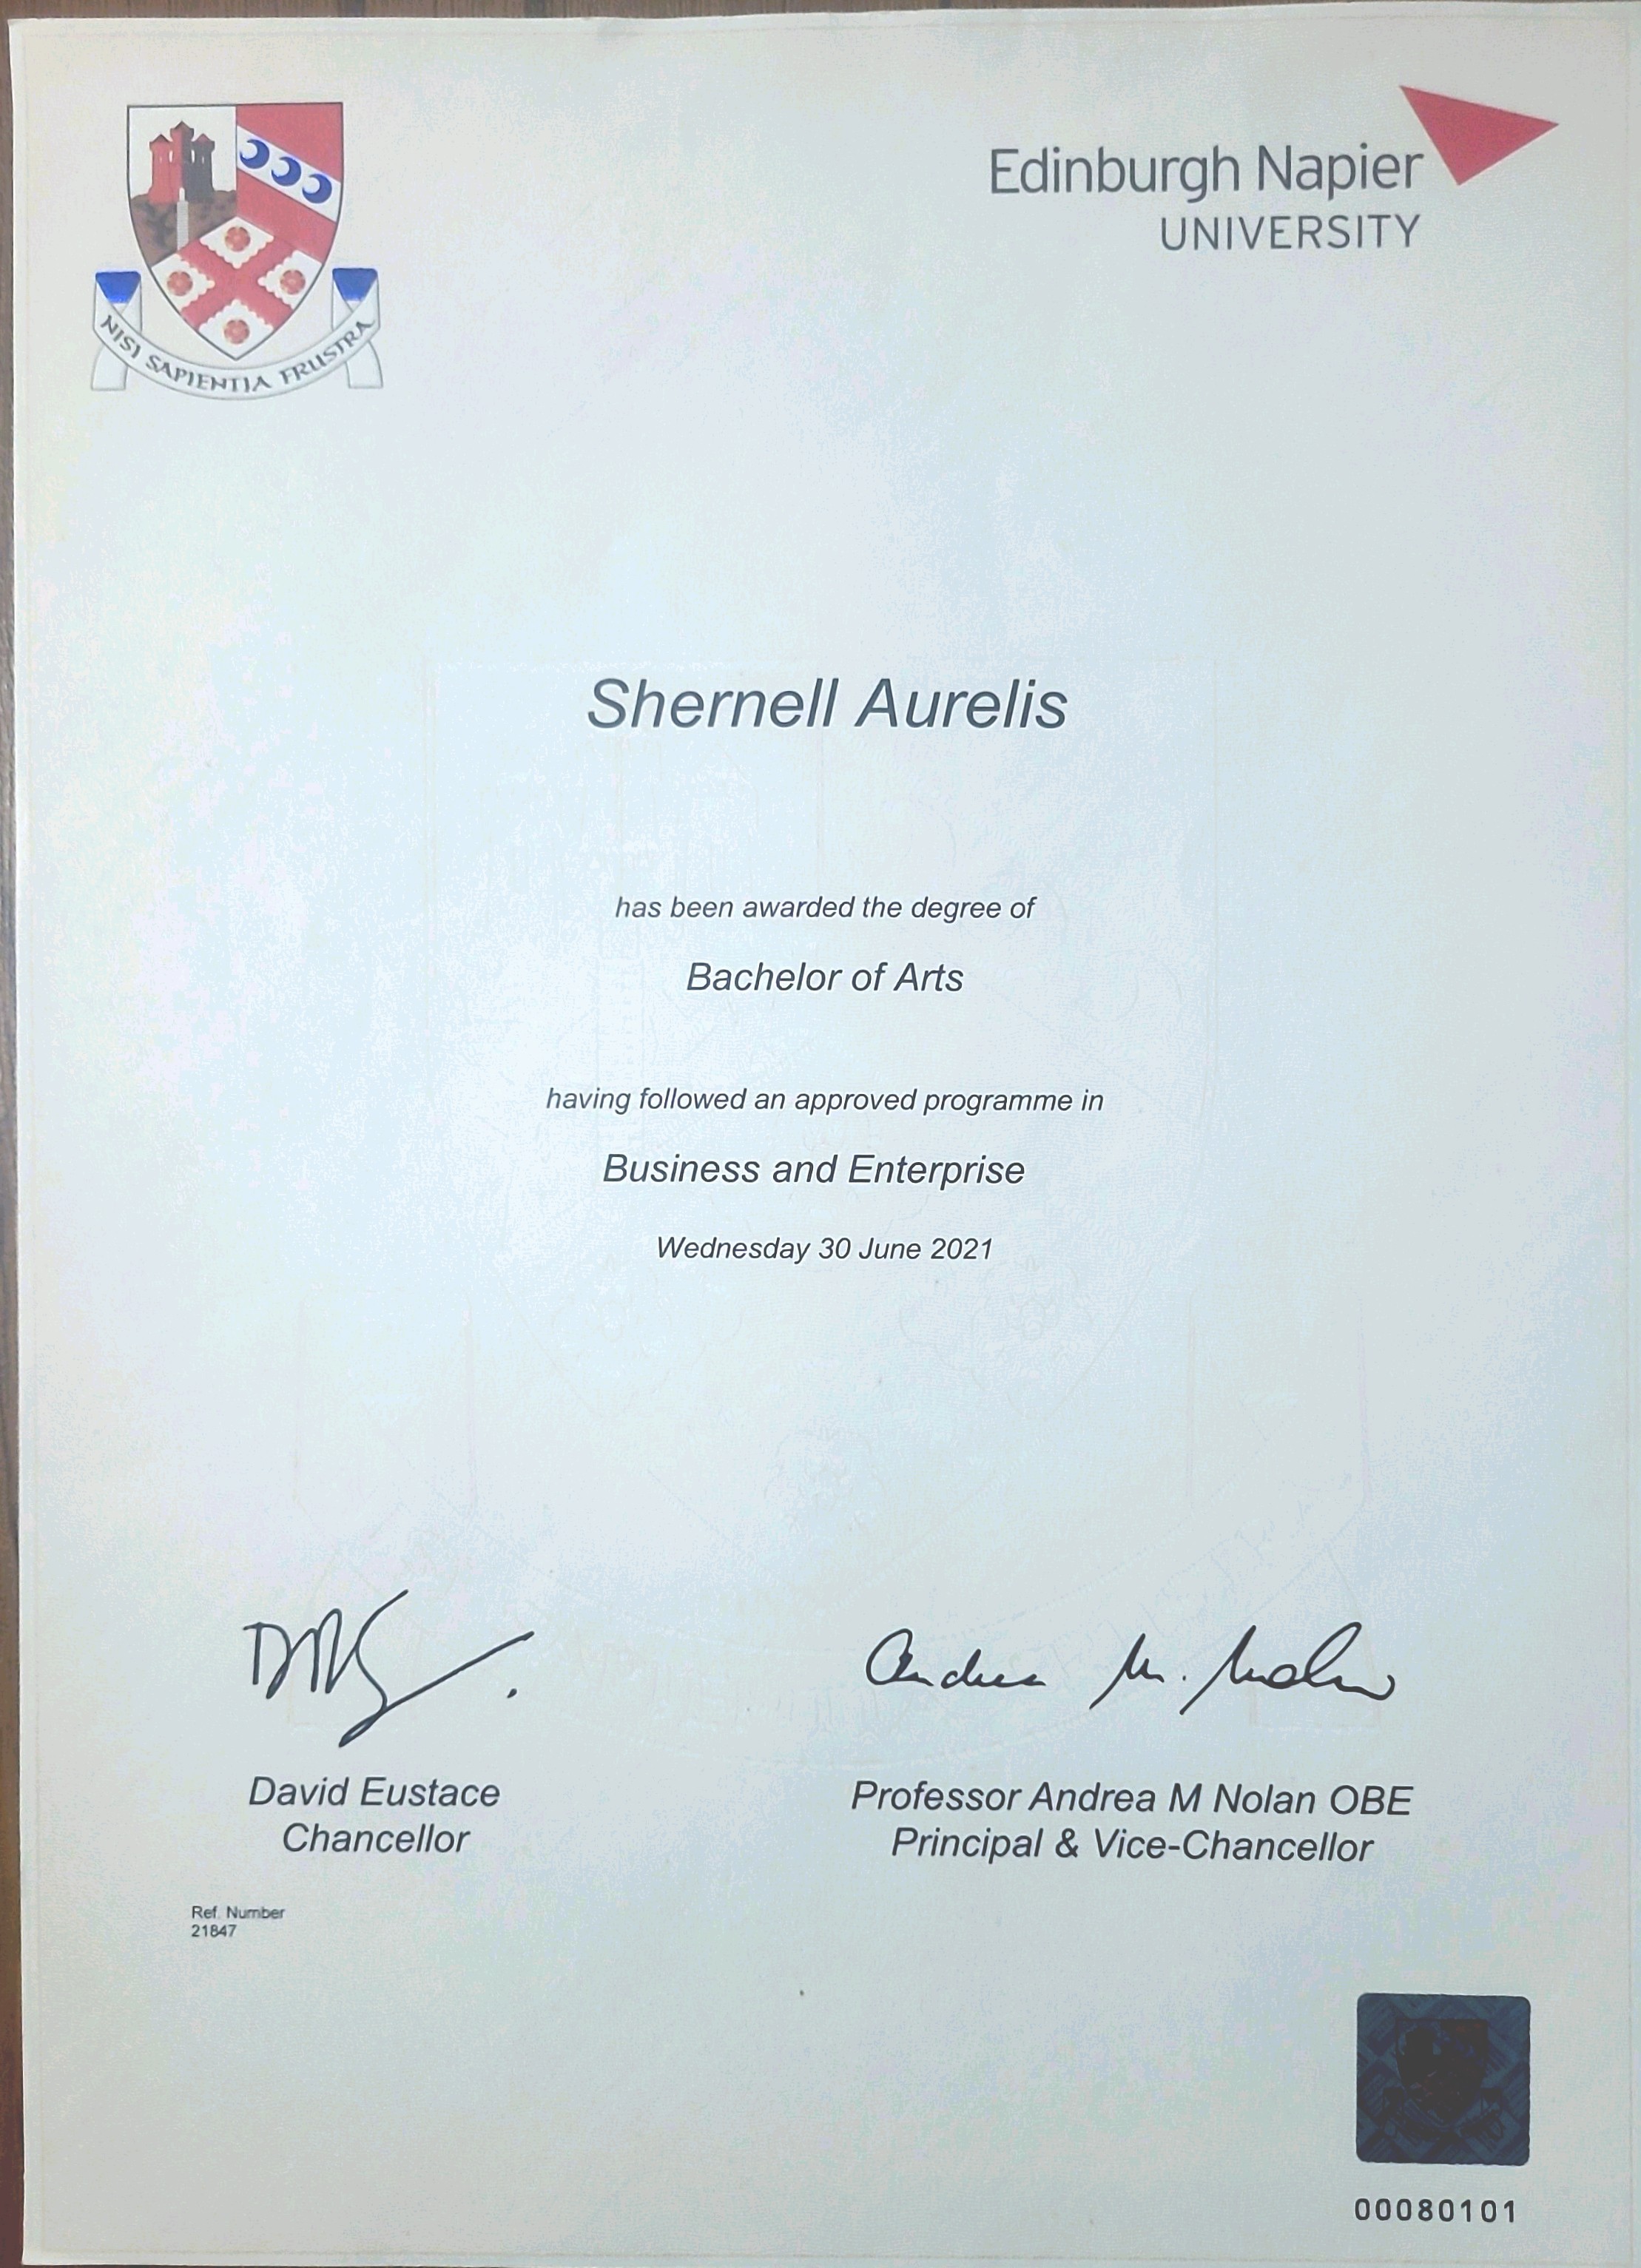 NISI SAPIENTIA FRUSTRA
Edinburgh Napier
UNIVERSITY
Shernell Aurelis
has been awarded the degree of
Bachelor of Arts
having followed an approved programme in
Business and Enterprise
Wednesday 30 June 2021
Andrea M. Nolan
David Eustace
Chancellor
Professor Andrea M Nolan OBE
Principal & Vice-Chancellor
Ref. Number
21847
00080101